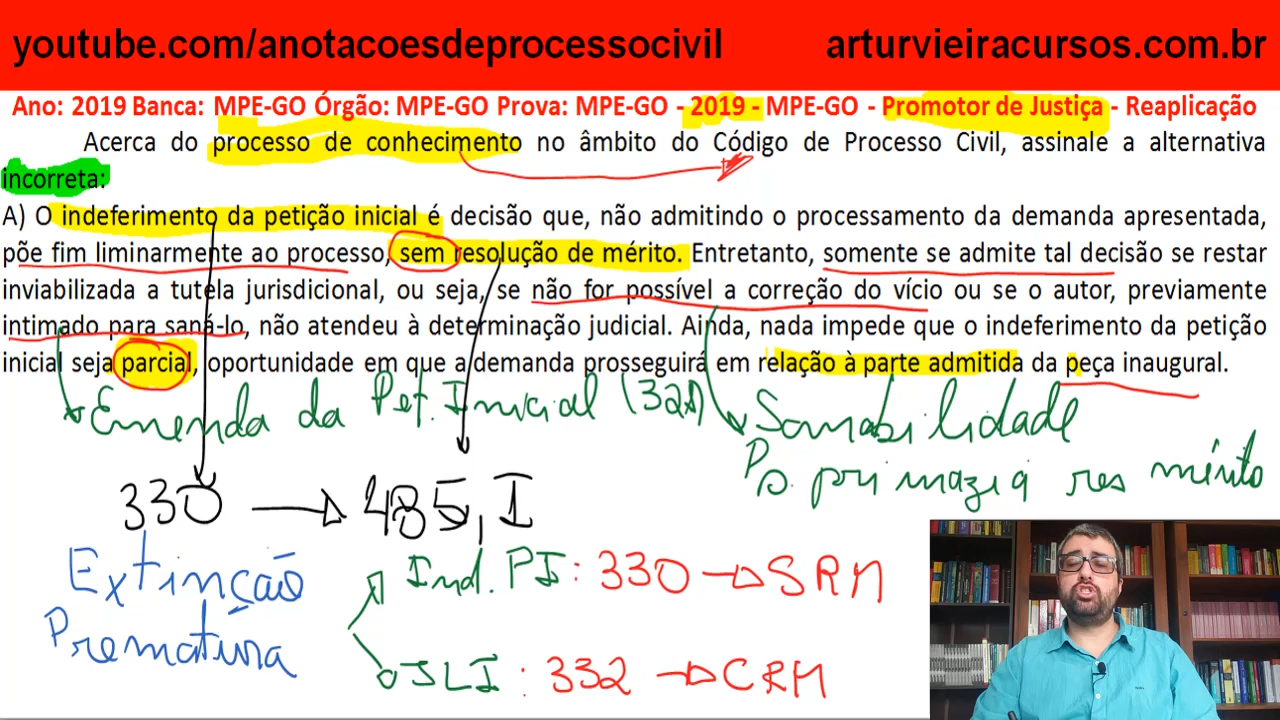 youtube.com/anotacoesdeprocessocivil arturvieiracursos.com.br
Ano: 2019 Banca: MPE-GO Órgão: MPE-GO Prova: MPE-GO - 2019 - MPE-GO - Promotor de Justiça - Reaplicação
Acerca do processo de conhecimento no âmbito do Código de Processo Civil, assinale a alternativa
incorreta:
A) O indeferimento da petição inicial é decisão que, não admitindo o processamento da demanda apresentada,
põe fim liminarmente ao processo, sem resolução de mérito. Entretanto, somente se admite tal decisão se restar
inviabilizada a tutela jurisdicional, ou seja, se não for possível a correção do vício ou se o autor, previamente
intimado para saná-lo, não atendeu à determinação judicial. Ainda, nada impede que o indeferimento da petição
inicial seja parcial, oportunidade em que a demanda prosseguirá em relação à parte admitida da peça inaugural.
Emenda da Pet. Inicial (321) Sanabilidade
Ps. primazia res mérito
330 → 485, I
Extinção
Prematura
Ind. PI: 330 → SRM
JLI: 332 → CRM